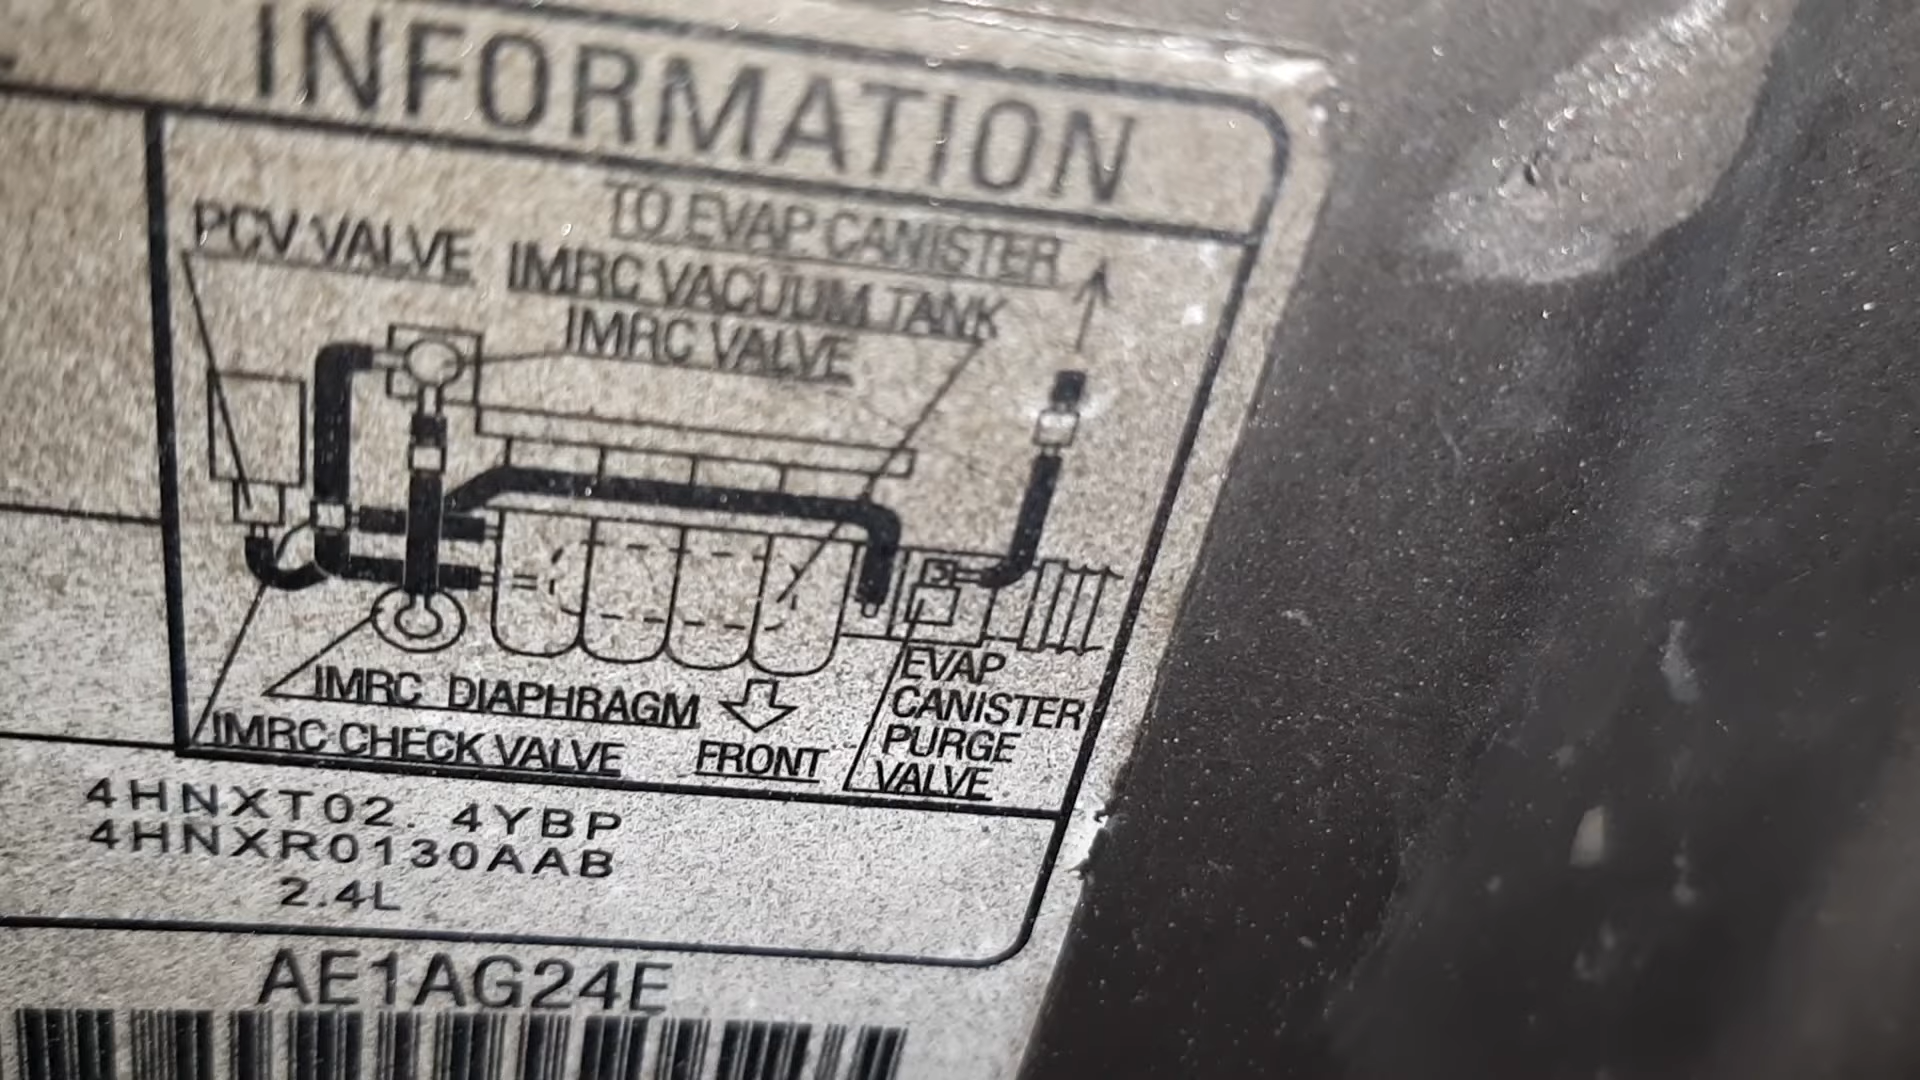 INFORMATION
TO EVAP CANISTER
PCV VALVE
IMRC VACUUM TANK
IMRC VALVE
IMRC DIAPHRAGM
IMRC CHECK VALVE
FRONT
EVAP
CANISTER
PURGE
VALVE
4HNXT02.4YBP
4HNXR0130AAB
2.4L
AE1AG24E